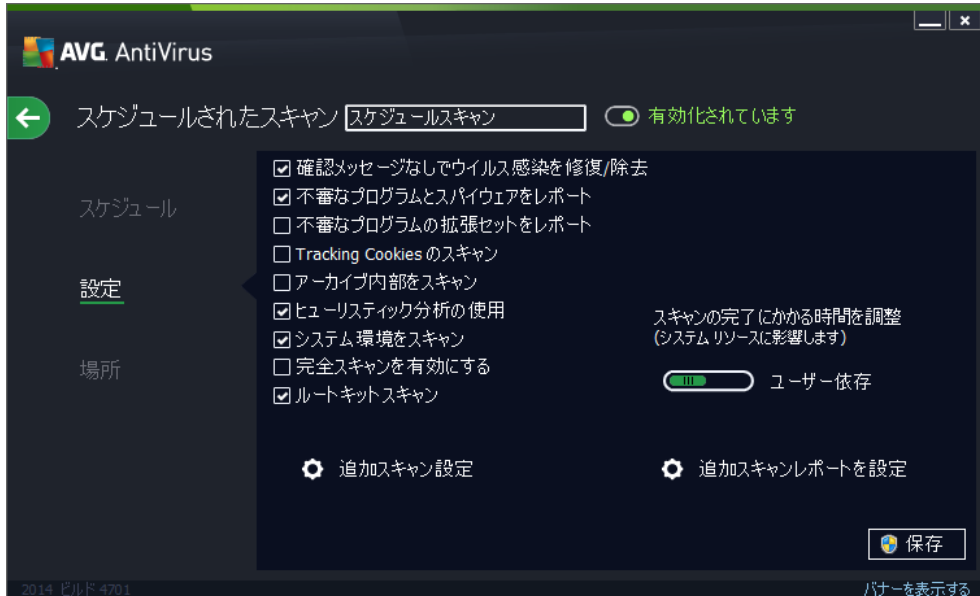 AVG. AntiVirus
スケジュールされたスキャン スケジュールスキャン 有効化されています
スケジュール
設定
場所
確認メッセージなしでウイルス感染を修復/除去
不審なプログラムとスパイウェアをレポート
不審なプログラムの拡張セットをレポート
Tracking Cookies のスキャン
アーカイブ内部をスキャン
ヒューリスティック分析の使用
システム環境をスキャン
完全スキャンを有効にする
ルートキットスキャン
スキャンの完了にかかる時間を調整
(システム リソースに影響します)
ユーザー依存
追加スキャン設定
追加スキャンレポートを設定
保存
2014 ビルド 4701
バナーを表示する